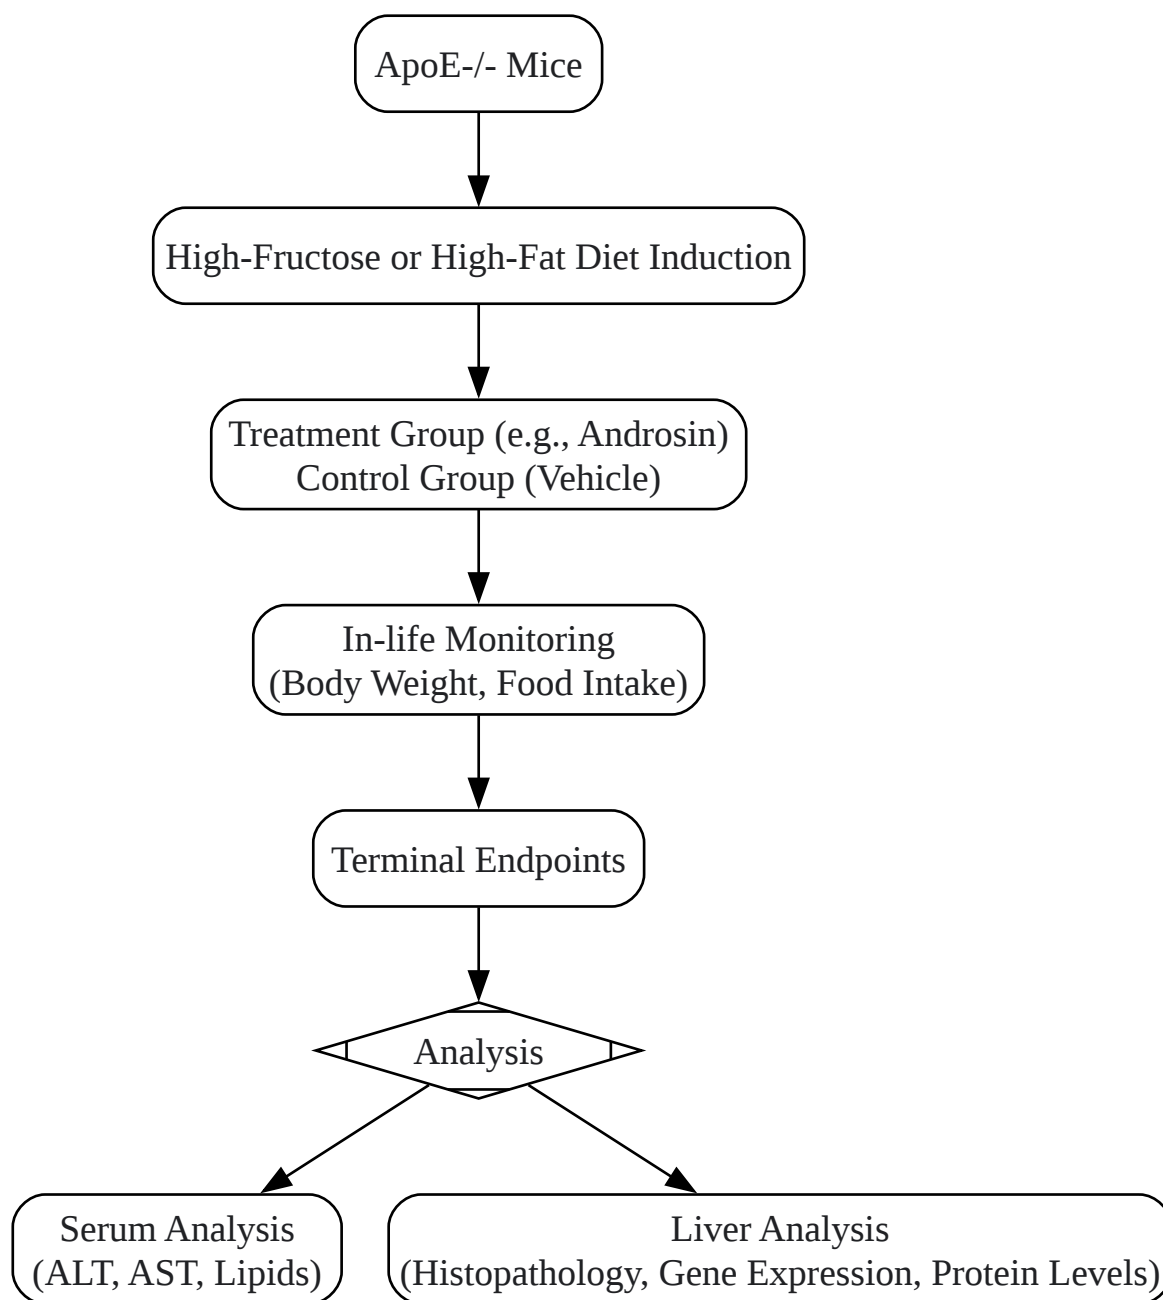 ApoE-/- Mice
High-Fructose or High-Fat Diet Induction
Treatment Group (e.g., Androsin)
Control Group (Vehicle)
In-life Monitoring
(Body Weight, Food Intake)
Terminal Endpoints
Analysis
Serum Analysis
(ALT, AST, Lipids)
Liver Analysis
(Histopathology, Gene Expression, Protein Levels)